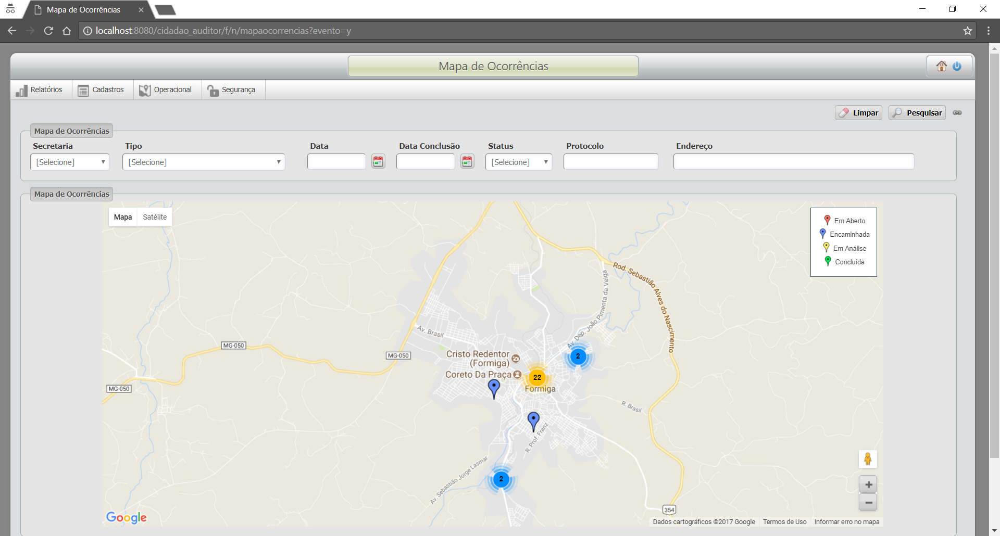 Mapa de Ocorrências
localhost:8080/cidadao_auditor/f/n/mapaocorrencias?evento=y
Mapa de Ocorrências
Relatórios Cadastros Operacional Segurança
Limpar Pesquisar
Mapa de Ocorrências
Secretaria Tipo Data Data Conclusão Status Protocolo Endereço
[Selecione] [Selecione] [Selecione]
Mapa de Ocorrências
Mapa Satélite
Em Aberto
Encaminhada
Em Análise
Concluída
Rod. Sebastião Alves do Nascimento
Av. Dep. João Pimenta da Veiga
Av. Brasil
MG-050
MG-050
Cristo Redentor
(Formiga)
2
Coreto Da Praça
22
Formiga
MG-050
R. Brasil
R. Prof. Franz
Av. Sebastião Jorge Lasmar
2
354
Google
Dados cartográficos ©2017 Google Termos de Uso Informar erro no mapa